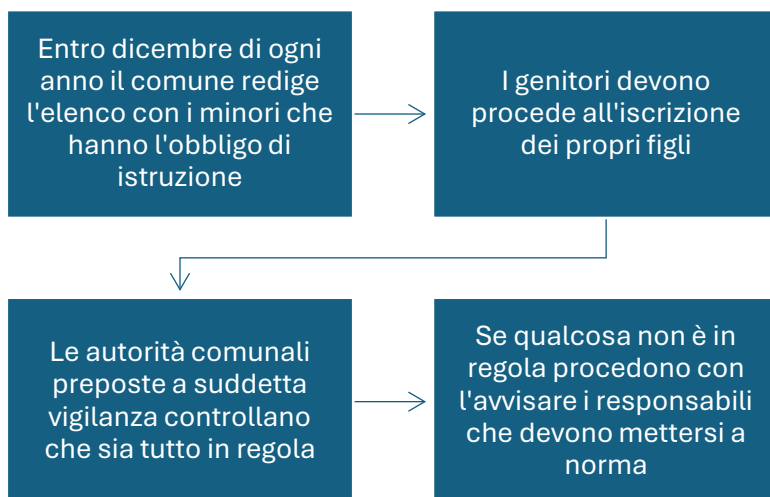 Entro dicembre di ogni
anno il comune redige
l'elenco con i minori che
hanno l'obbligo di
istruzione
I genitori devono
procede all'iscrizione
dei propri figli
Le autorità comunali
preposte a suddetta
vigilanza controllano
che sia tutto in regola
Se qualcosa non è in
regola procedono con
l'avvisare i responsabili
che devono mettersi a
norma